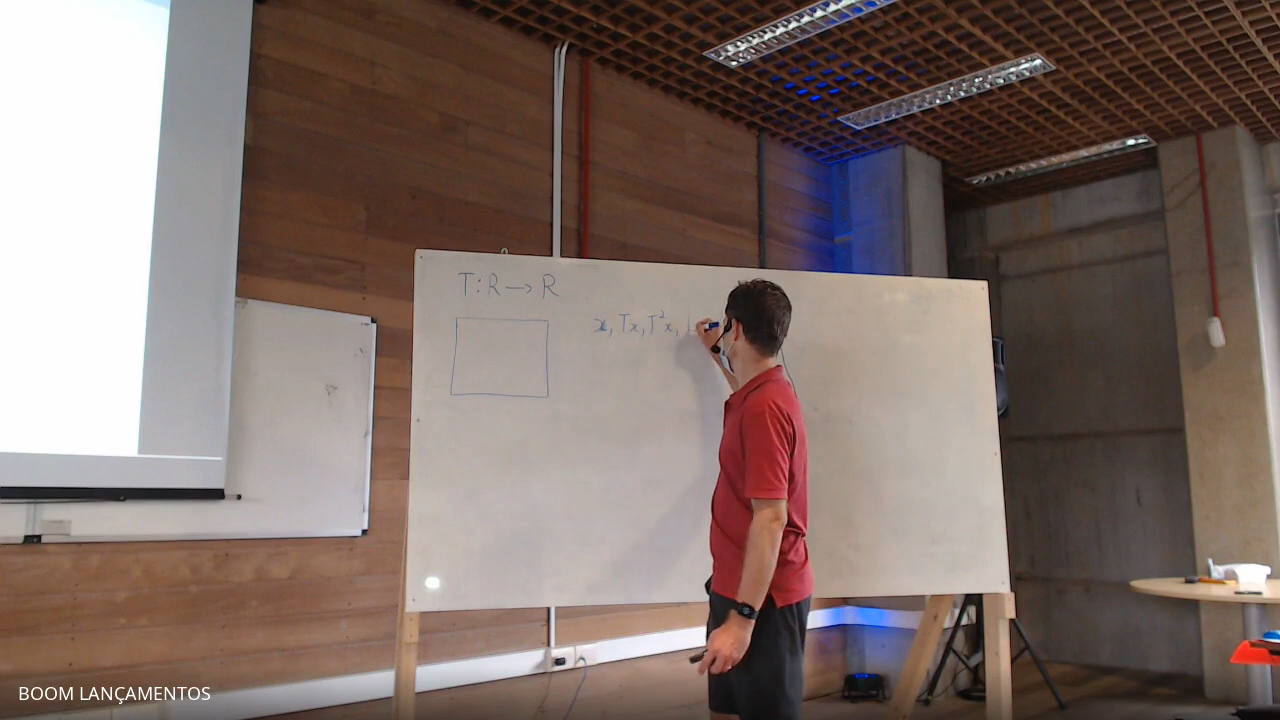 T: R → R
x, Tx, T²x,
BOOM LANÇAMENTOS